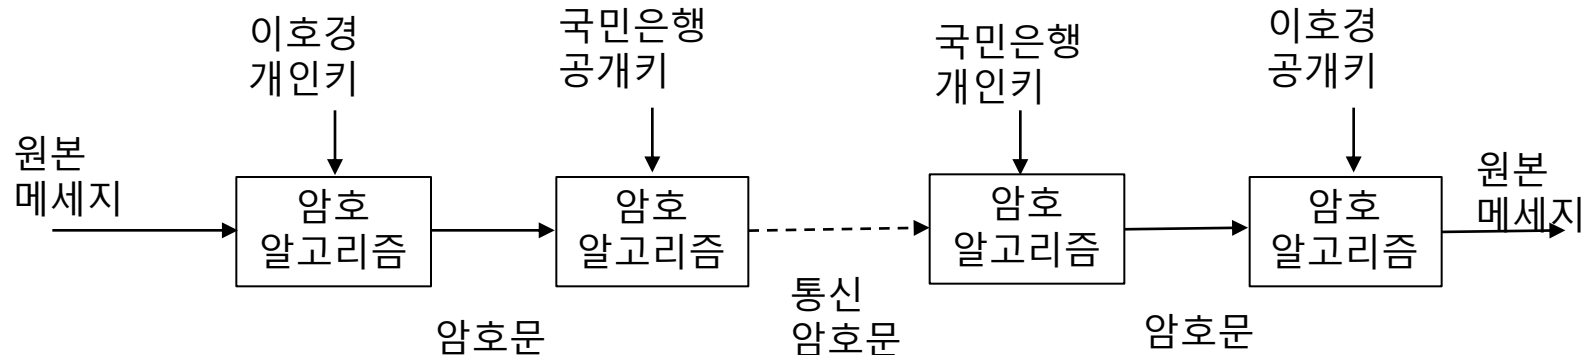 이호경
개인키
국민은행
공개키
국민은행
개인키
이호경
공개키
원본
메세지
암호
알고리즘
암호
알고리즘
암호
알고리즘
암호
알고리즘
원본
메세지
암호문
통신
암호문
암호문